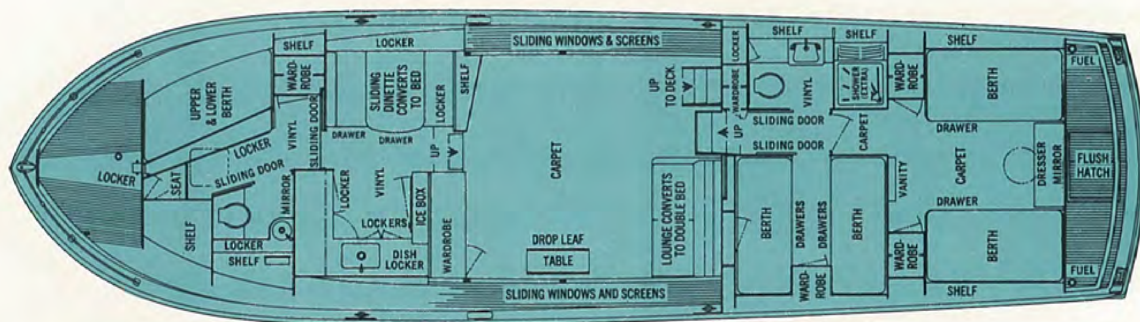 LOCKER
UPPER
& LOWER
BERTH
SHELF
WARD-
ROBE
LOCKER
SLIDING
DINETTE
CONVERTS
TO BED
LOCKER
SHELF
DRAWER
DRAWER
VINYL
SLIDING DOOR
LOCKER
SLIDING DOOR
SEAT
SHELF
MIRROR
LOCKER
SHELF
LOCKER
VINYL
LOCKERS
ICE BOX
DISH
LOCKER
UP
WARDROBE
SLIDING WINDOWS & SCREENS
CARPET
DROP LEAF
TABLE
SLIDING WINDOWS AND SCREENS
UP
TO DECK
LOUNGE CONVERTS
TO DOUBLE BED
LOCKER
WARDROBE
UP
SHELF
SHELF
VINYL
SHOWER
(EXTRA)
SLIDING DOOR
SLIDING DOOR
CARPET
BERTH
DRAWERS
DRAWERS
BERTH
WARD-
ROBE
VANITY
WARD-
ROBE
SHELF
BERTH
DRAWER
CARPET
DRESSER
MIRROR
DRAWER
WARD-
ROBE
BERTH
SHELF
FUEL
FLUSH
HATCH
FUEL